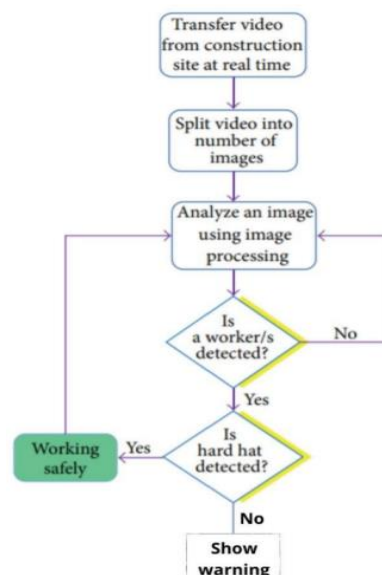 Transfer video
from construction
site at real time
Split video into
number of
images
Analyze an image
using image
processing
Is
a worker/s
detected?
No
Yes
Is
hard hat
detected?
Yes
Working
safely
No
Show
warning